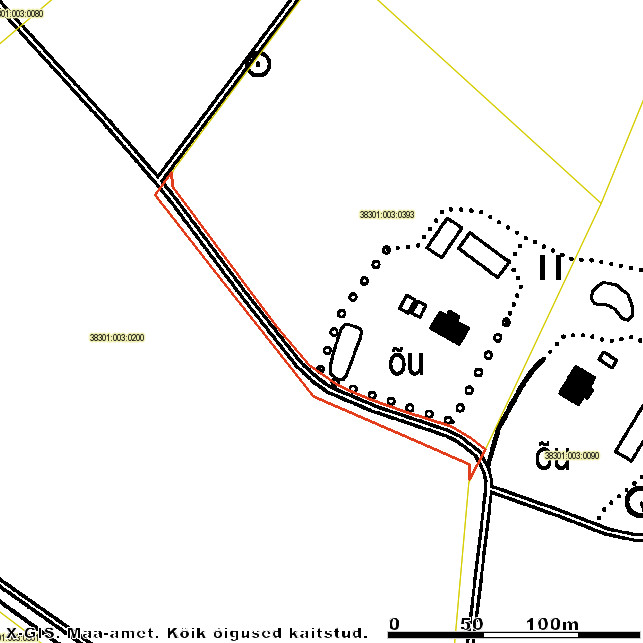 38301:003:0393
II
38301:003:0200
õu
õu
38301:003:0090
0 50 100m
X-GIS. Maa-amet. Kõik õigused kaitstud.